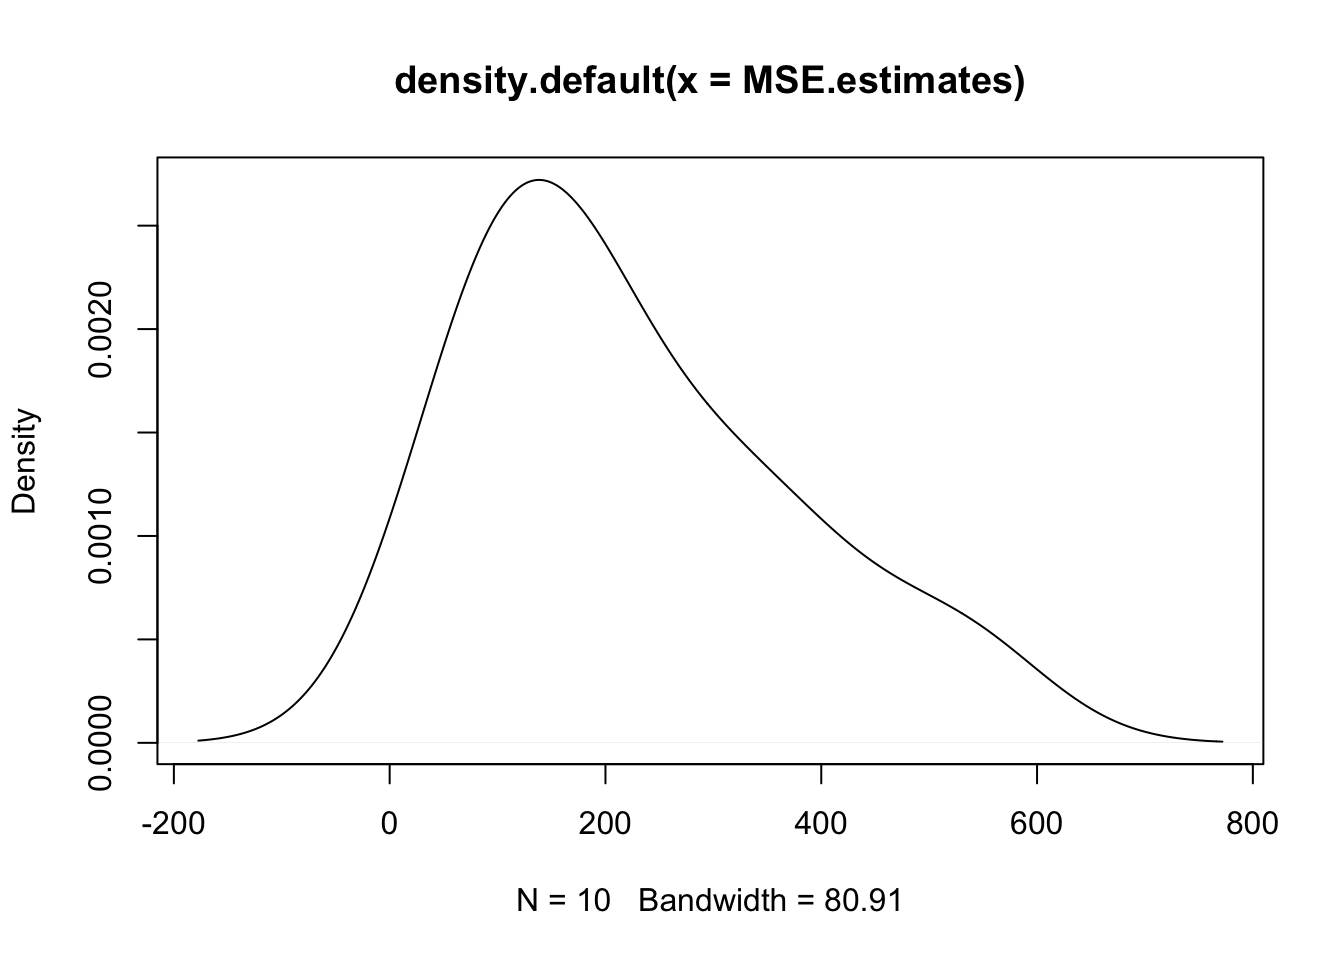 density.default(x = MSE.estimates)
Density
0.0020
0.0010
0.0000
-200 0 200 400 600 800
N = 10 Bandwidth = 80.91